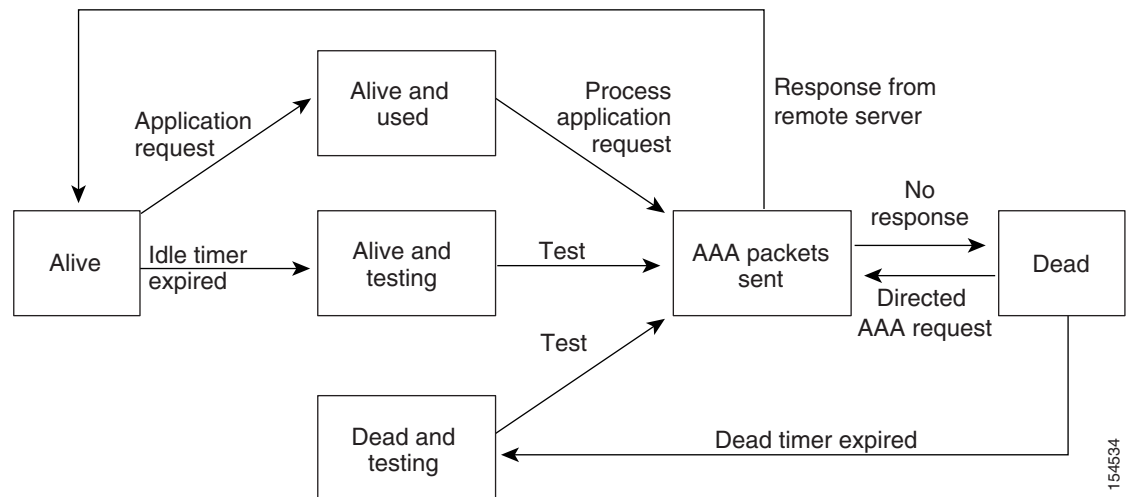 Response from
remote server
Alive and
used
Process
application
request
Application
request
No
response
Alive
Idle timer
expired
Alive and
testing
Test
AAA packets
sent
Dead
Directed
AAA request
Test
Dead and
testing
Dead timer expired
154534